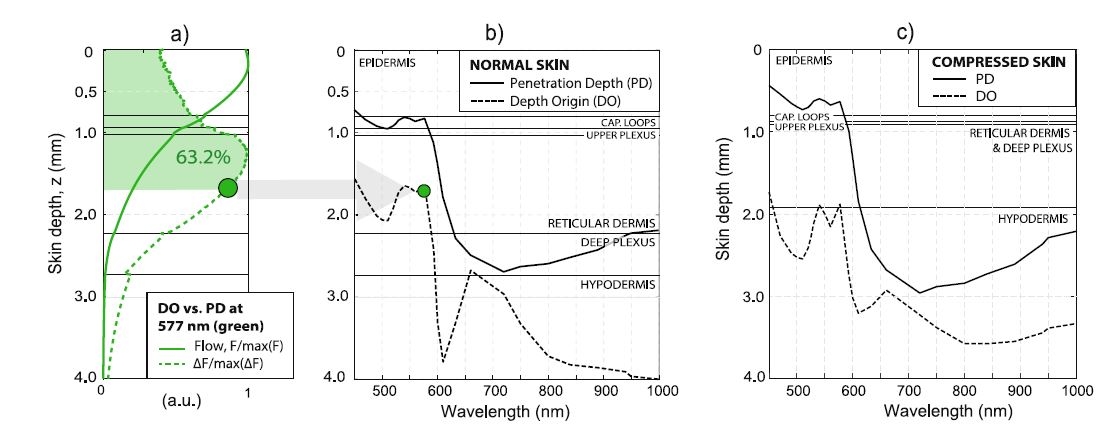 a)
0
0.5
1.0
2.0
3.0
4.0
Skin depth, z (mm)
63.2%
DO vs. PD at
577 nm (green)
Flow, F/max(F)
ΔF/max(ΔF)
0
1
(a.u.)
b)
0
0.5
1.0
2.0
3.0
4.0
EPIDERMIS
NORMAL SKIN
Penetration Depth (PD)
Depth Origin (DO)
CAP. LOOPS
UPPER PLEXUS
RETICULAR DERMIS
DEEP PLEXUS
HYPODERMIS
500 600 700 800 900 1000
Wavelength (nm)
c)
0
1.0
2.0
3.0
4.0
Skin depth (mm)
EPIDERMIS
COMPRESSED SKIN
PD
DO
CAP. LOOPS
UPPER PLEXUS
RETICULAR DERMIS
& DEEP PLEXUS
HYPODERMIS
500 600 700 800 900 1000
Wavelength (nm)